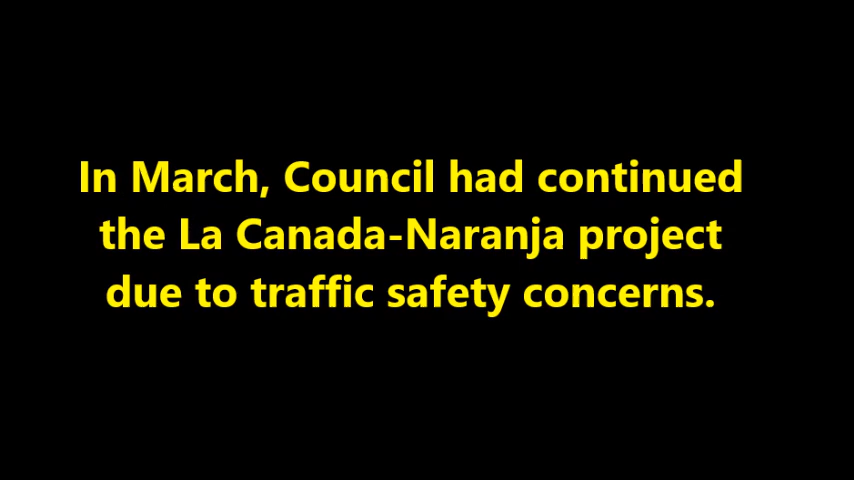 In March, Council had continued
the La Canada-Naranja project
due to traffic safety concerns.